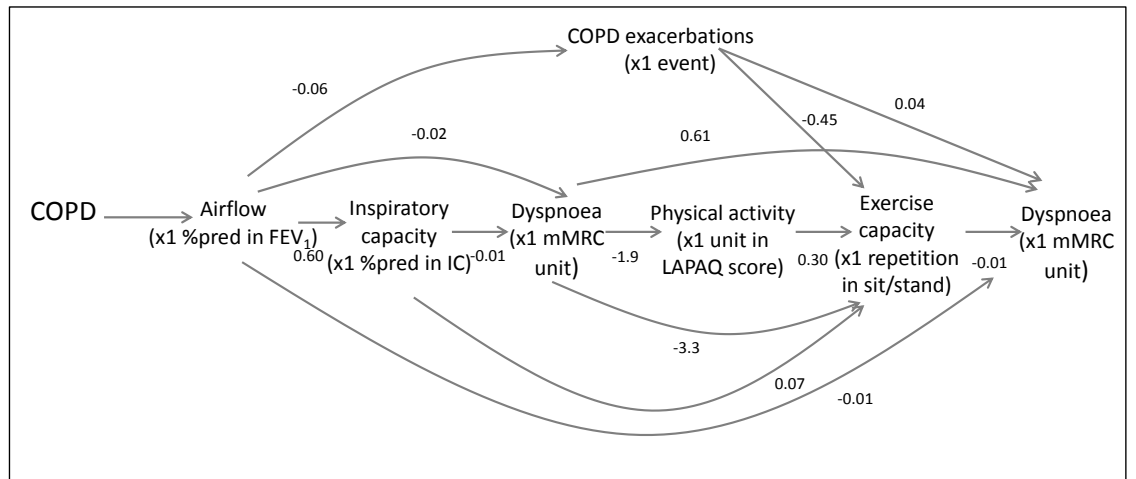 COPD exacerbations
(x1 event)
-0.06
0.04
-0.45
-0.02
0.61
COPD
Airflow
(x1 %pred in FEV₁)
0.60
Inspiratory
capacity
(x1 %pred in IC)
-0.01
Dyspnoea
(x1 mMRC
unit)
-1.9
Physical activity
(x1 unit in
LAPAQ score)
0.30
Exercise
capacity
(x1 repetition
in sit/stand)
-0.01
Dyspnoea
(x1 mMRC
unit)
-3.3
0.07
-0.01